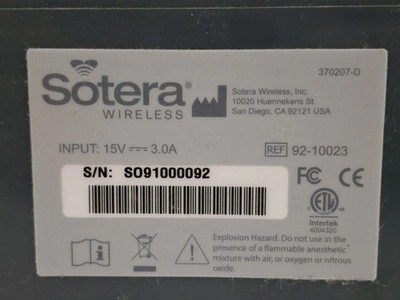 370207-D
Sotera®
WIRELESS
Sotera Wireless, Inc.
10020 Huennekens St.
San Diego, CA 92121 USA
INPUT: 15V⎓3.0A
REF 92-10023
S/N: SO91000092
FC CE
ETL
Intertek
4004320
Explosion Hazard. Do not use in the
presence of a flammable anesthetic
mixture with air, or oxygen or nitrous
oxide.